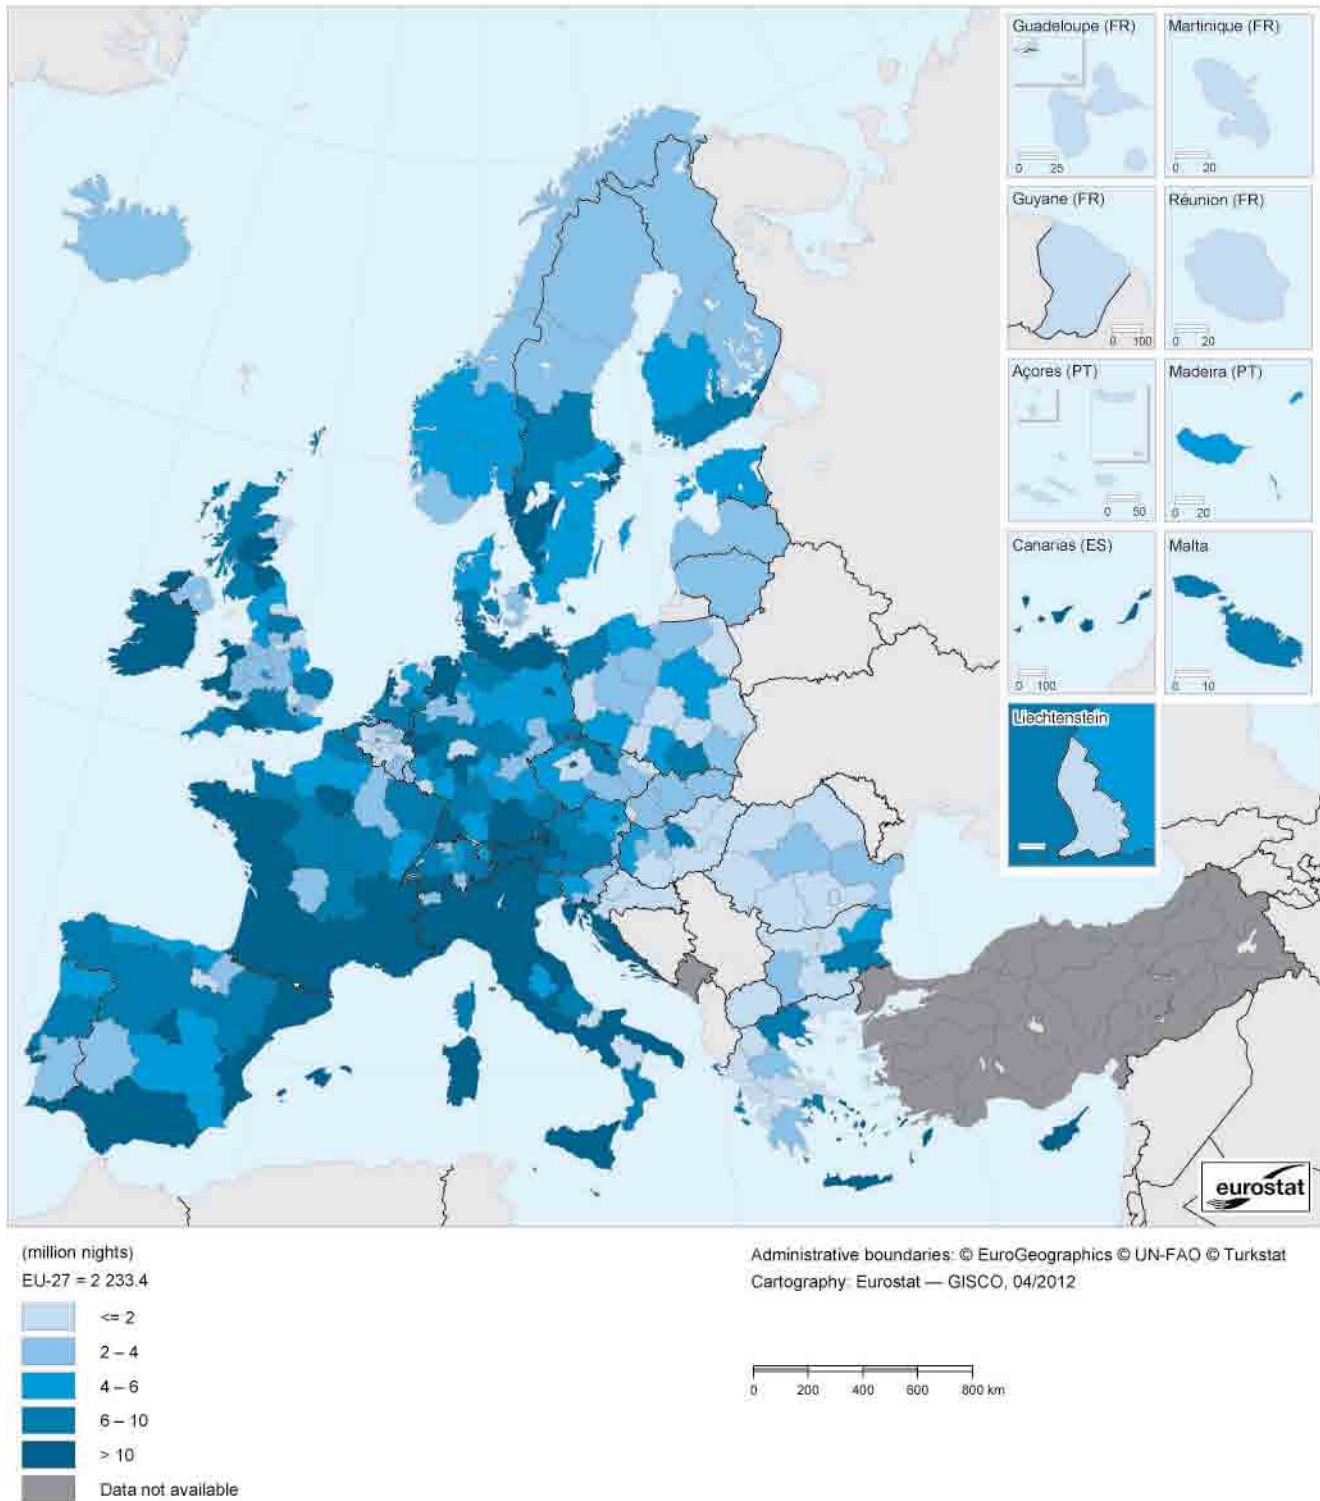 Guadeloupe (FR)
0 25
Martinique (FR)
0 20
Guyane (FR)
0 100
Réunion (FR)
0 20
Açores (PT)
0 50
Madeira (PT)
0 20
Canarias (ES)
0 100
Malta
0 10
Liechtenstein
eurostat
(million nights)
EU-27 = 2 233.4
<= 2
2 – 4
4 – 6
6 – 10
> 10
Data not available
Administrative boundaries: © EuroGeographics © UN-FAO © Turkstat
Cartography: Eurostat — GISCO, 04/2012
0 200 400 600 800 km